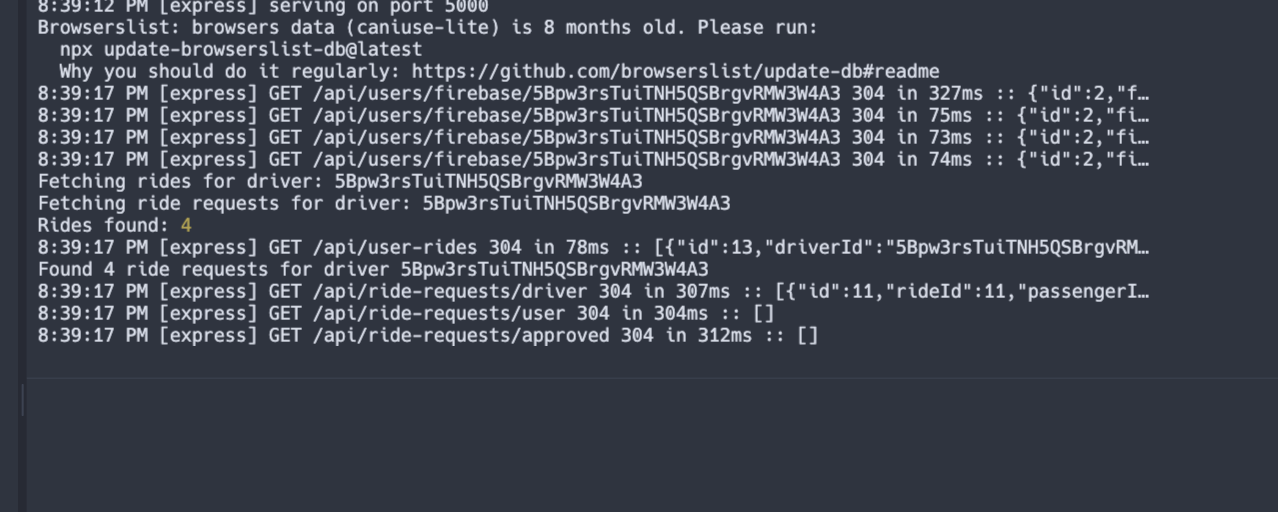 8:39:12 PM [express] serving on port 5000
Browserslist: browsers data (caniuse-lite) is 8 months old. Please run:
  npx update-browserslist-db@latest
  Why you should do it regularly: https://github.com/browserslist/update-db#readme
8:39:17 PM [express] GET /api/users/firebase/5Bpw3rsTuiTNH5QSBrgvRMW3W4A3 304 in 327ms :: {"id":2,"f…
8:39:17 PM [express] GET /api/users/firebase/5Bpw3rsTuiTNH5QSBrgvRMW3W4A3 304 in 75ms :: {"id":2,"fi…
8:39:17 PM [express] GET /api/users/firebase/5Bpw3rsTuiTNH5QSBrgvRMW3W4A3 304 in 73ms :: {"id":2,"fi…
8:39:17 PM [express] GET /api/users/firebase/5Bpw3rsTuiTNH5QSBrgvRMW3W4A3 304 in 74ms :: {"id":2,"fi…
Fetching rides for driver: 5Bpw3rsTuiTNH5QSBrgvRMW3W4A3
Fetching ride requests for driver: 5Bpw3rsTuiTNH5QSBrgvRMW3W4A3
Rides found: 4
8:39:17 PM [express] GET /api/user-rides 304 in 78ms :: [{"id":13,"driverId":"5Bpw3rsTuiTNH5QSBrgvRM…
Found 4 ride requests for driver 5Bpw3rsTuiTNH5QSBrgvRMW3W4A3
8:39:17 PM [express] GET /api/ride-requests/driver 304 in 307ms :: [{"id":11,"rideId":11,"passengerI…
8:39:17 PM [express] GET /api/ride-requests/user 304 in 304ms :: []
8:39:17 PM [express] GET /api/ride-requests/approved 304 in 312ms :: []